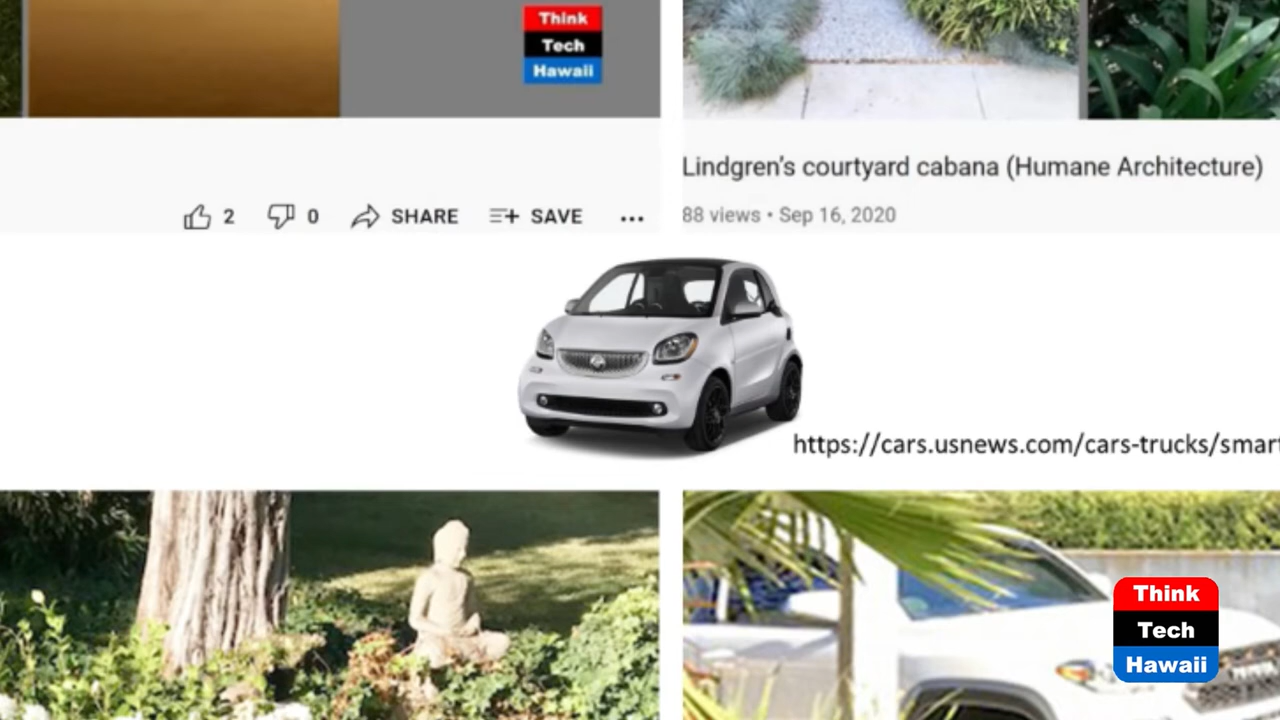 Think
Tech
Hawaii
Lindgren's courtyard cabana (Humane Architecture)
2 0 SHARE SAVE ...
88 views • Sep 16, 2020
https://cars.usnews.com/cars-trucks/smart
Think
Tech
Hawaii